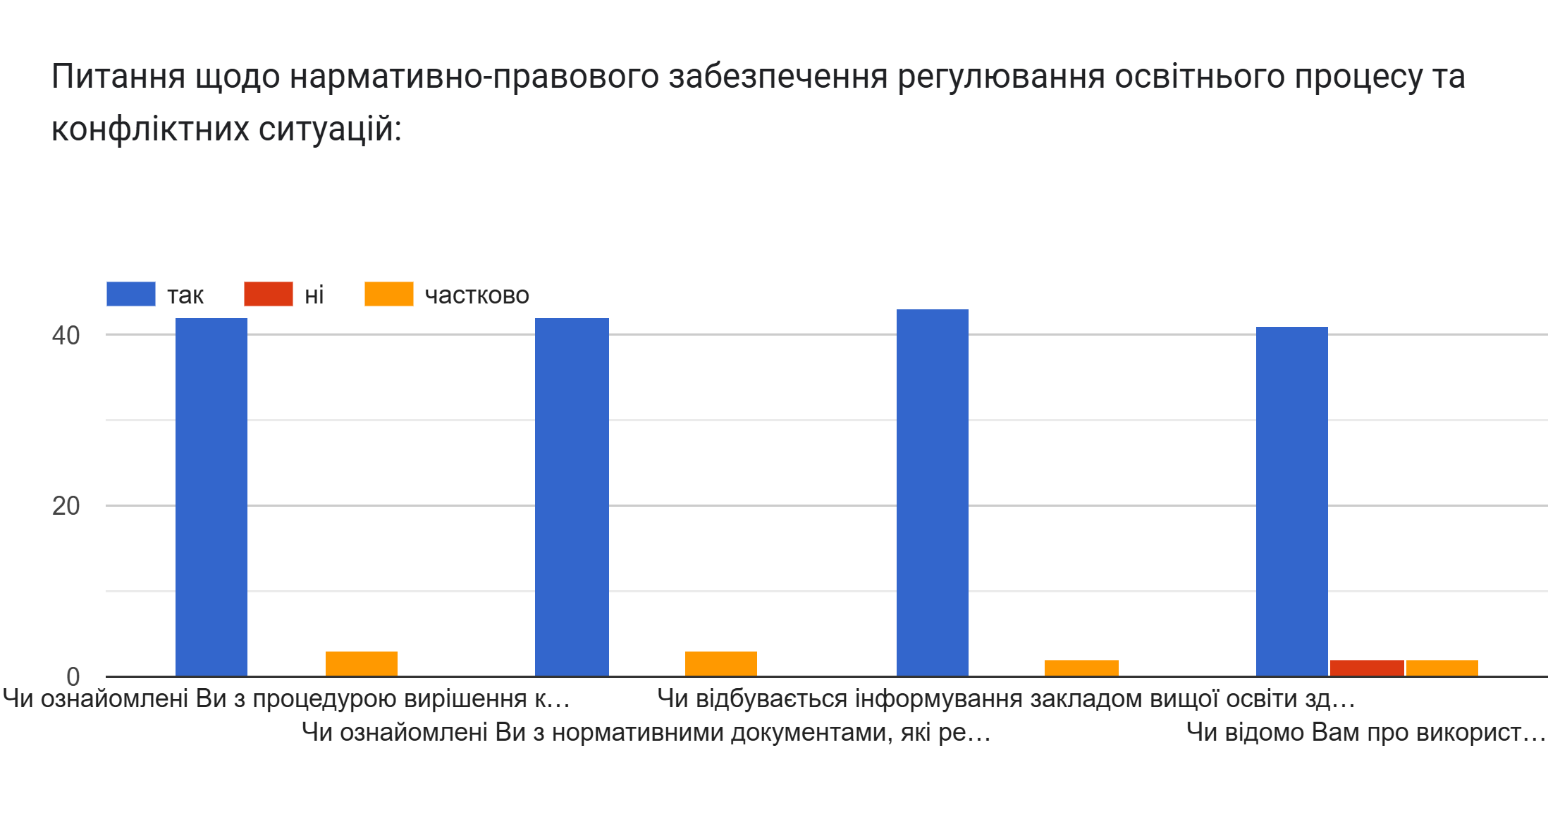 Питання щодо нармативно-правового забезпечення регулювання освітнього процесу та
конфліктних ситуацій:
так ні частково
40
20
0
Чи ознайомлені Ви з процедурою вирішення к…
Чи відбувається інформування закладом вищої освіти зд…
Чи ознайомлені Ви з нормативними документами, які ре…
Чи відомо Вам про використ…